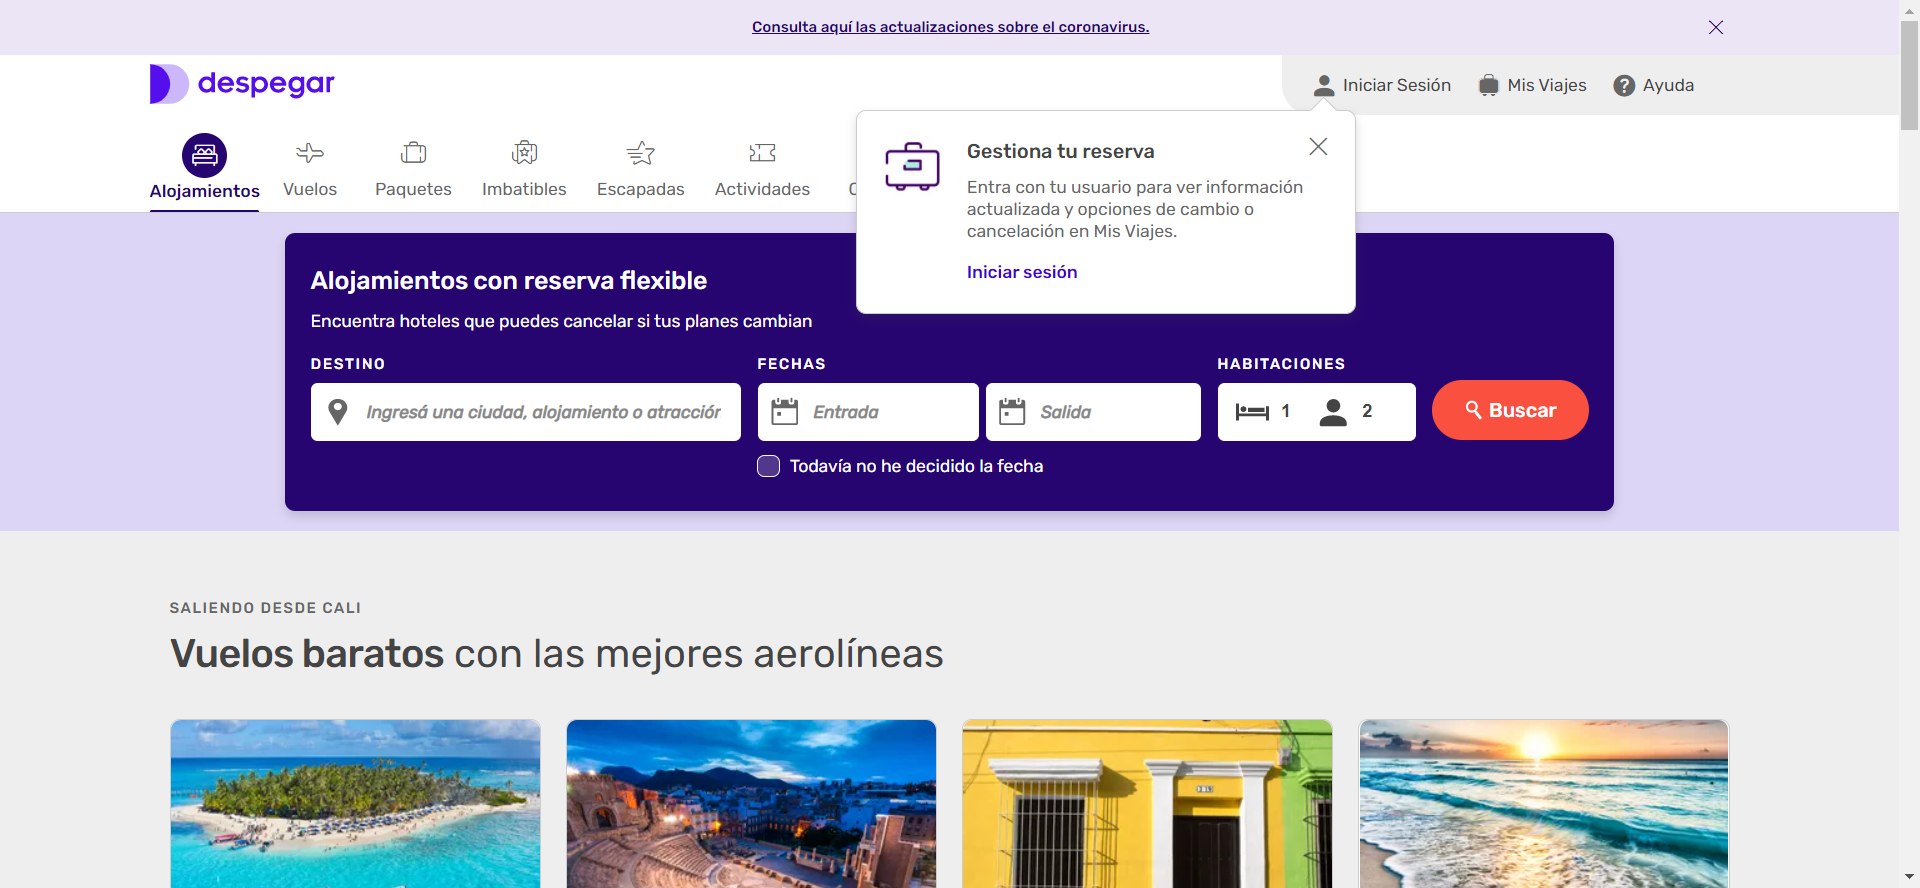 Consulta aquí las actualizaciones sobre el coronavirus.
despegar
Iniciar Sesión
Mis Viajes
Ayuda
Alojamientos
Vuelos
Paquetes
Imbatibles
Escapadas
Actividades
Gestiona tu reserva
Entra con tu usuario para ver información
actualizada y opciones de cambio o
cancelación en Mis Viajes.
Iniciar sesión
Alojamientos con reserva flexible
Encuentra hoteles que puedes cancelar si tus planes cambian
DESTINO
FECHAS
HABITACIONES
Ingresá una ciudad, alojamiento o atracción
Entrada
Salida
1
2
Buscar
Todavía no he decidido la fecha
SALIENDO DESDE CALI
Vuelos baratos con las mejores aerolíneas